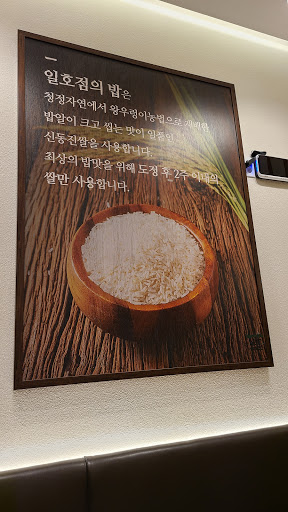 일호점의 밥은
청정자연에서 왕우렁이농법으로 재배한
밥알이 크고 씹는 맛이 일품인
신동진쌀을 사용합니다.
최상의 밥맛을 위해 도정 후 2주 이내의
쌀만 사용합니다.